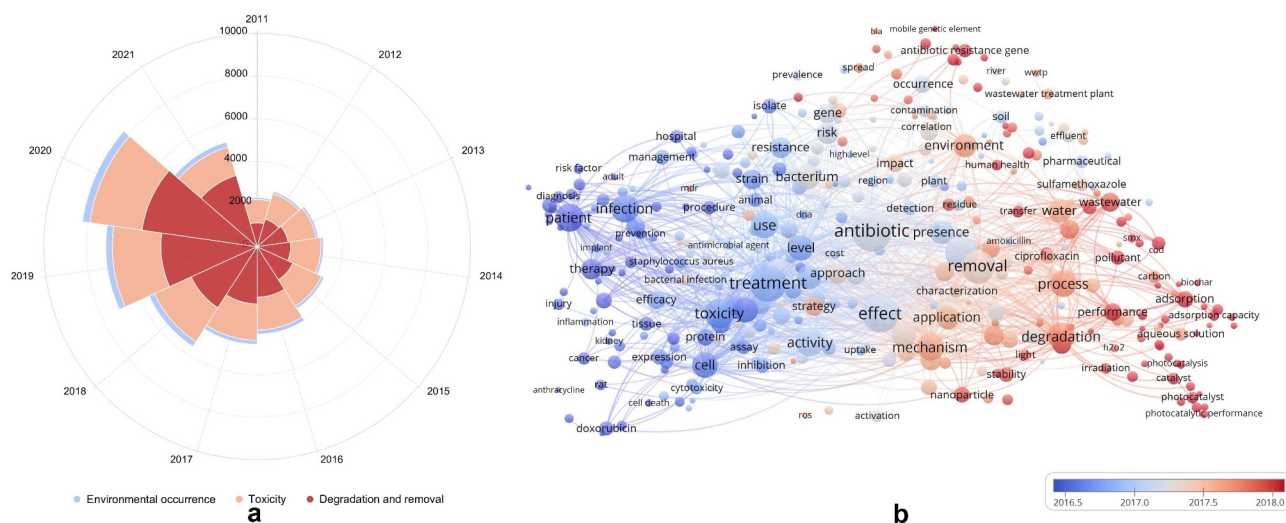 2011
10000
8000
6000
4000
2000
2012
2013
2014
2015
2016
2017
2018
2019
2020
2021
Environmental occurrence
Toxicity
Degradation and removal
a
bla
mobile genetic element
antibiotic resistance gene
spread
river
wwtp
prevalence
occurrence
wastewater treatment plant
isolate
gene
contamination
soil
hospital
risk
correlation
effluent
management
resistance
high level
impact
environment
human health
pharmaceutical
risk factor
adult
strain
bacterium
region
plant
sulfamethoxazole
diagnosis
mdr
animal
residue
wastewater
patient
infection
procedure
dna
detection
transfer
water
prevention
use
antibiotic
presence
implant
antimicrobial agent
level
amoxicillin
smx
cod
therapy
staphylococcus aureus
cost
removal
ciprofloxacin
pollutant
bacterial infection
approach
carbon
treatment
characterization
process
biochar
injury
efficacy
adsorption
inflammation
tissue
toxicity
strategy
effect
application
performance
adsorption capacity
kidney
protein
aqueous solution
cancer
expression
assay
activity
uptake
mechanism
degradation
h2o2
light
photocatalysis
cell
inhibition
irradiation
anthracycline
rat
cytotoxicity
stability
catalyst
cell death
nanoparticle
photocatalyst
ros
activation
photocatalytic performance
doxorubicin
2016.5
2017.0
2017.5
2018.0
b